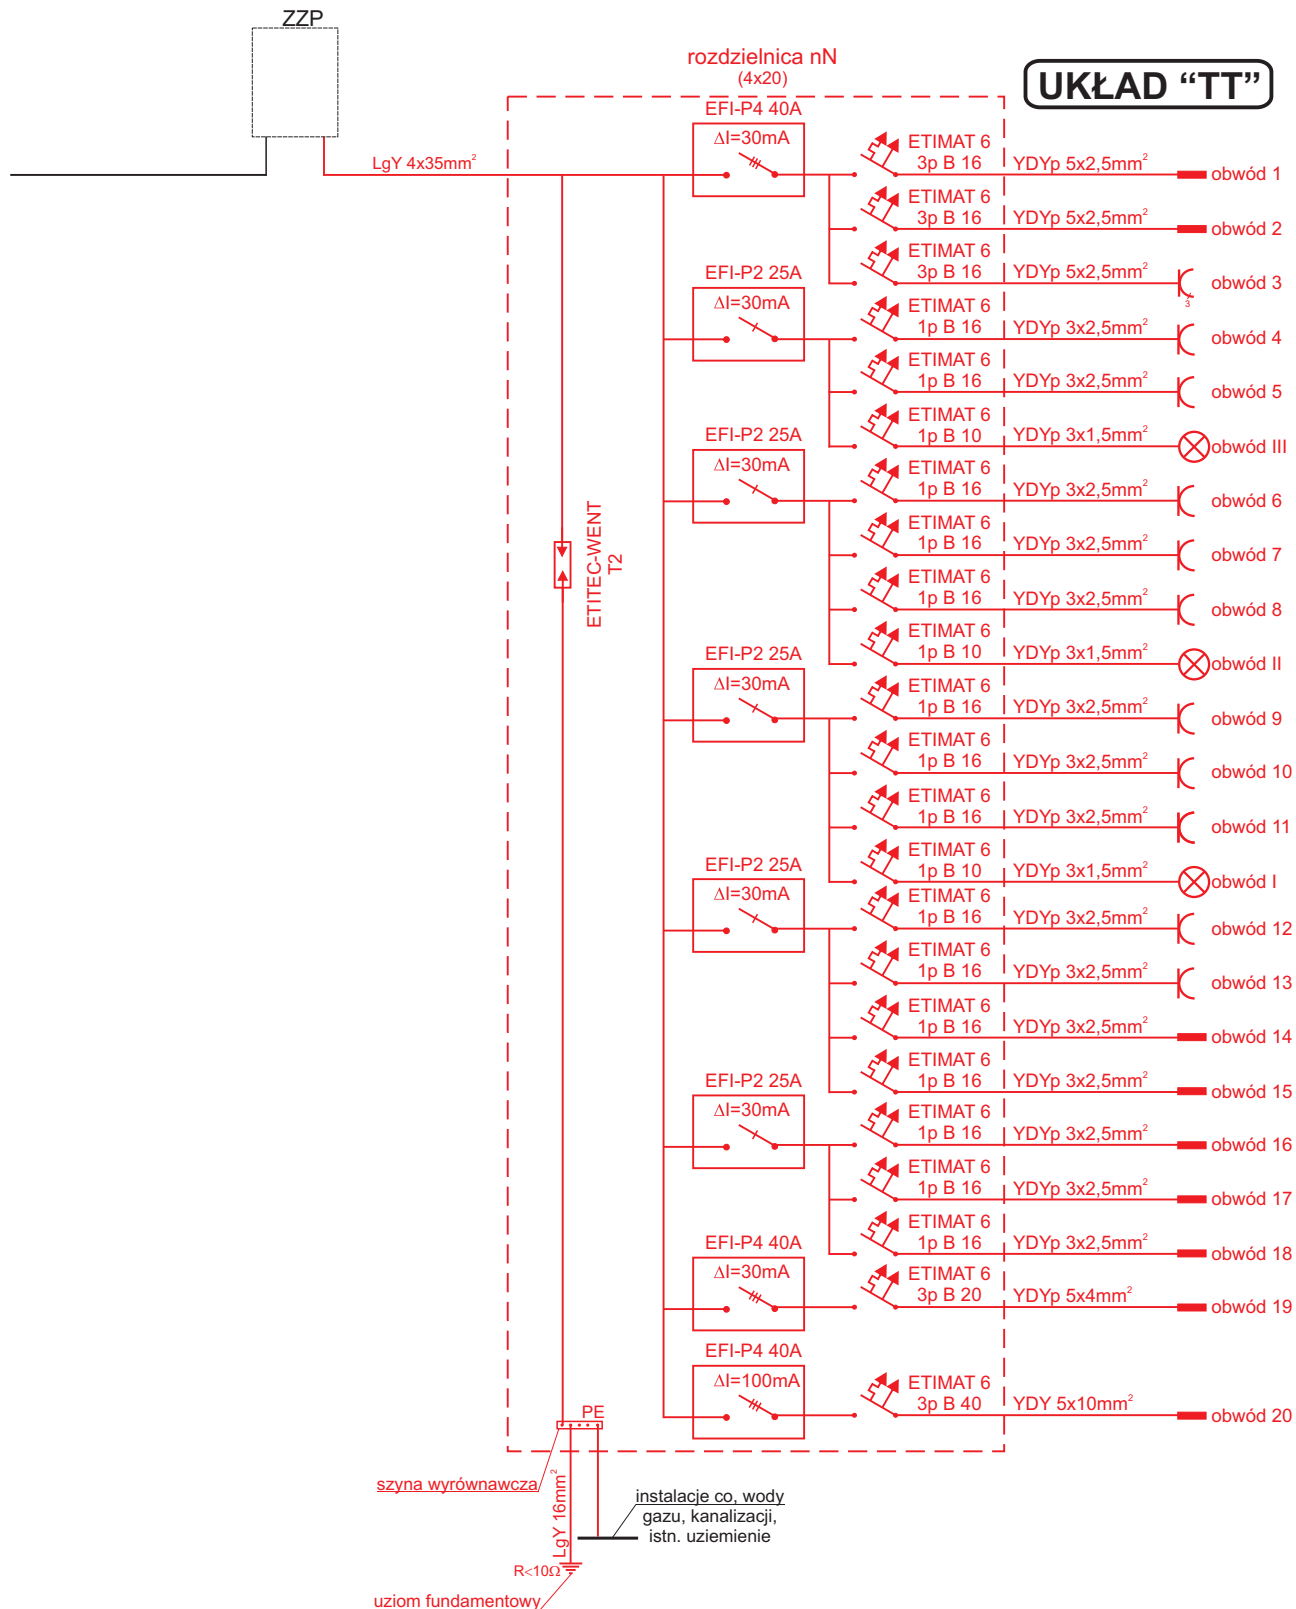 ZZP
rozdzielnica nN
(4x20)
UKŁAD “TT”
LgY 4x35mm²
EFI-P4 40A
ΔI=30mA
ETIMAT 6
3p B 16
YDYp 5x2,5mm²
obwód 1
ETIMAT 6
3p B 16
YDYp 5x2,5mm²
obwód 2
ETIMAT 6
3p B 16
YDYp 5x2,5mm²
3
obwód 3
EFI-P2 25A
ΔI=30mA
ETIMAT 6
1p B 16
YDYp 3x2,5mm²
obwód 4
ETIMAT 6
1p B 16
YDYp 3x2,5mm²
obwód 5
ETIMAT 6
1p B 10
YDYp 3x1,5mm²
obwód III
EFI-P2 25A
ΔI=30mA
ETIMAT 6
1p B 16
YDYp 3x2,5mm²
obwód 6
ETIMAT 6
1p B 16
YDYp 3x2,5mm²
obwód 7
ETIMAT 6
1p B 16
YDYp 3x2,5mm²
obwód 8
ETIMAT 6
1p B 10
YDYp 3x1,5mm²
obwód II
ETITEC-WENT
T2
EFI-P2 25A
ΔI=30mA
ETIMAT 6
1p B 16
YDYp 3x2,5mm²
obwód 9
ETIMAT 6
1p B 16
YDYp 3x2,5mm²
obwód 10
ETIMAT 6
1p B 16
YDYp 3x2,5mm²
obwód 11
ETIMAT 6
1p B 10
YDYp 3x1,5mm²
obwód I
EFI-P2 25A
ΔI=30mA
ETIMAT 6
1p B 16
YDYp 3x2,5mm²
obwód 12
ETIMAT 6
1p B 16
YDYp 3x2,5mm²
obwód 13
ETIMAT 6
1p B 16
YDYp 3x2,5mm²
obwód 14
ETIMAT 6
1p B 16
YDYp 3x2,5mm²
obwód 15
EFI-P2 25A
ΔI=30mA
ETIMAT 6
1p B 16
YDYp 3x2,5mm²
obwód 16
ETIMAT 6
1p B 16
YDYp 3x2,5mm²
obwód 17
ETIMAT 6
1p B 16
YDYp 3x2,5mm²
obwód 18
EFI-P4 40A
ΔI=30mA
ETIMAT 6
3p B 20
YDYp 5x4mm²
obwód 19
EFI-P4 40A
ΔI=100mA
ETIMAT 6
3p B 40
YDY 5x10mm²
obwód 20
PE
szyna wyrównawcza
LgY 16mm²
instalacje co, wody
gazu, kanalizacji,
istn. uziemienie
R<10Ω
uziom fundamentowy